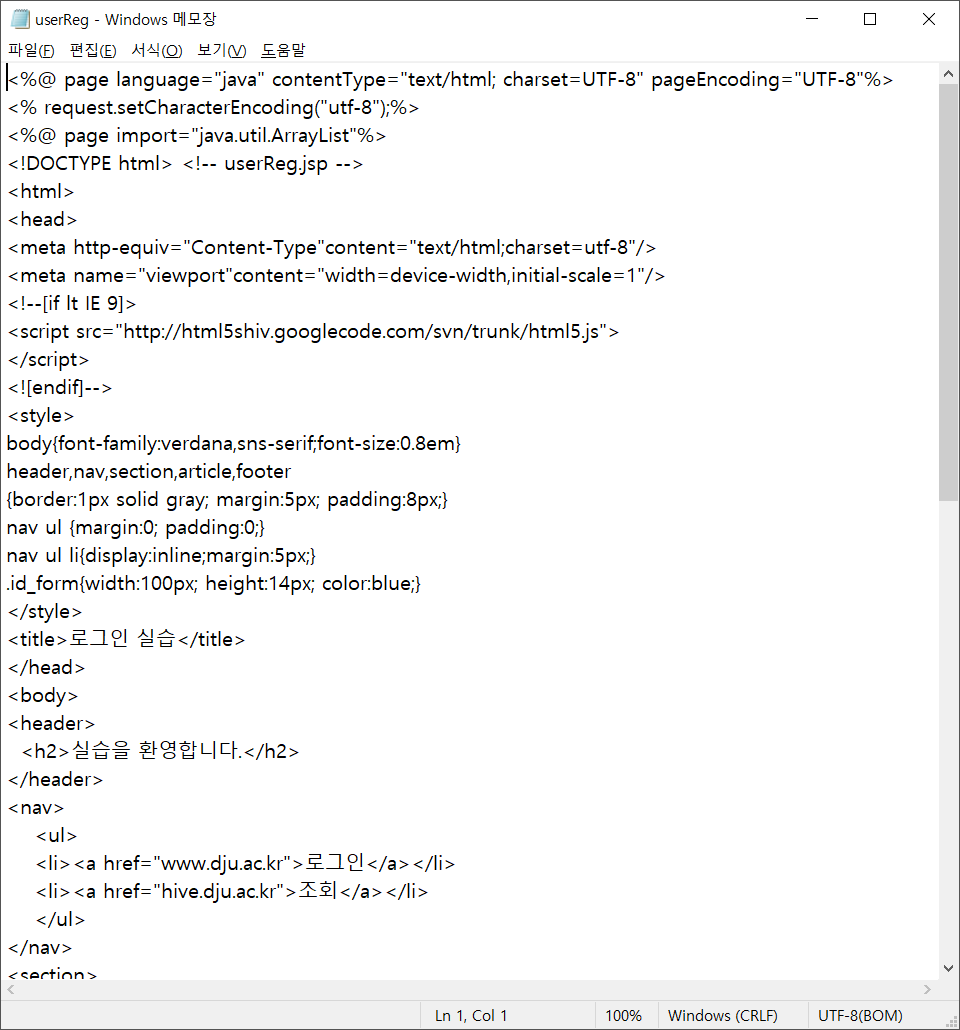 userReg - Windows 메모장
파일(F) 편집(E) 서식(O) 보기(V) 도움말
<%@ page language="java" contentType="text/html; charset=UTF-8" pageEncoding="UTF-8"%>
<% request.setCharacterEncoding("utf-8");%>
<%@ page import="java.util.ArrayList"%>
<!DOCTYPE html> <!-- userReg.jsp -->
<html>
<head>
<meta http-equiv="Content-Type"content="text/html;charset=utf-8"/>
<meta name="viewport"content="width=device-width,initial-scale=1"/>
<!--[if lt IE 9]>
<script src="http://html5shiv.googlecode.com/svn/trunk/html5.js">
</script>
<![endif]-->
<style>
body{font-family:verdana,sns-serif;font-size:0.8em}
header,nav,section,article,footer
{border:1px solid gray; margin:5px; padding:8px;}
nav ul {margin:0; padding:0;}
nav ul li{display:inline;margin:5px;}
.id_form{width:100px; height:14px; color:blue;}
</style>
<title>로그인 실습</title>
</head>
<body>
<header>
<h2>실습을 환영합니다.</h2>
</header>
<nav>
<ul>
<li><a href="www.dju.ac.kr">로그인</a></li>
<li><a href="hive.dju.ac.kr">조회</a></li>
</ul>
</nav>
<section>
Ln 1, Col 1 100% Windows (CRLF) UTF-8(BOM)